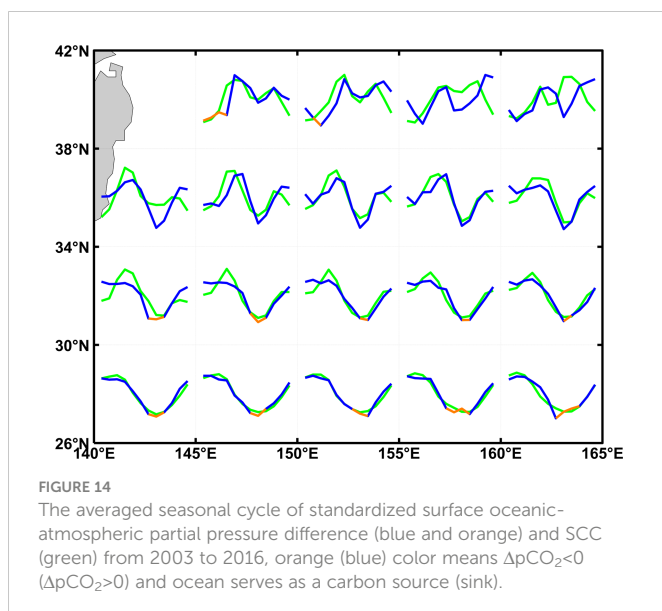 42°N
38°N
34°N
30°N
26°N
140°E 145°E 150°E 155°E 160°E 165°E
FIGURE 14
The averaged seasonal cycle of standardized surface oceanic-
atmospheric partial pressure difference (blue and orange) and SCC
(green) from 2003 to 2016, orange (blue) color means ΔpCO₂<0
(ΔpCO₂>0) and ocean serves as a carbon source (sink).